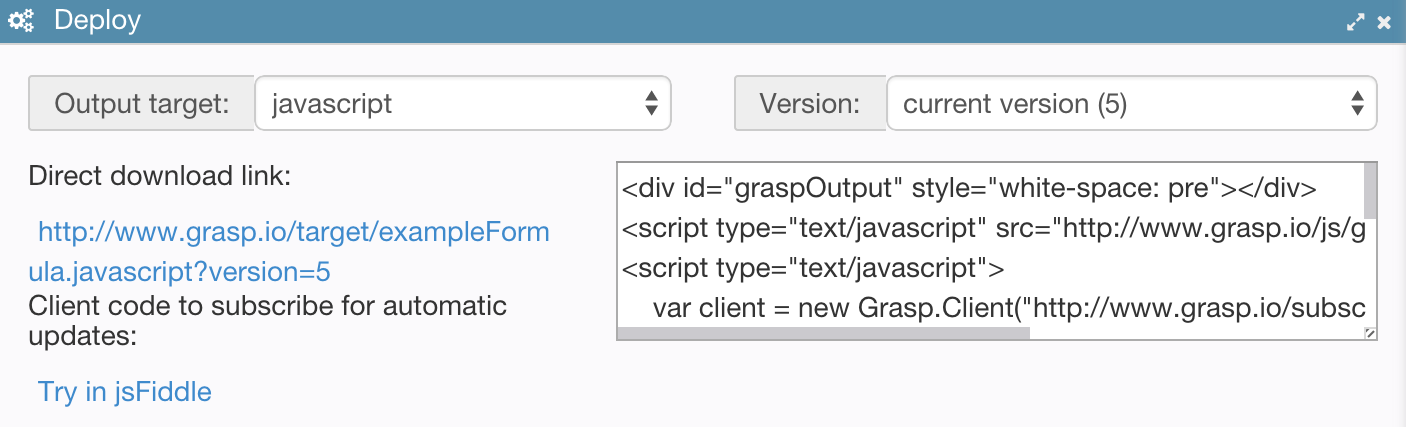 Deploy
Output target: javascript
Version: current version (5)
Direct download link:
http://www.grasp.io/target/exampleForm
ula.javascript?version=5
Client code to subscribe for automatic
updates:
Try in jsFiddle
<div id="graspOutput" style="white-space: pre"></div>
<script type="text/javascript" src="http://www.grasp.io/js/g
<script type="text/javascript">
var client = new Grasp.Client("http://www.grasp.io/subsc